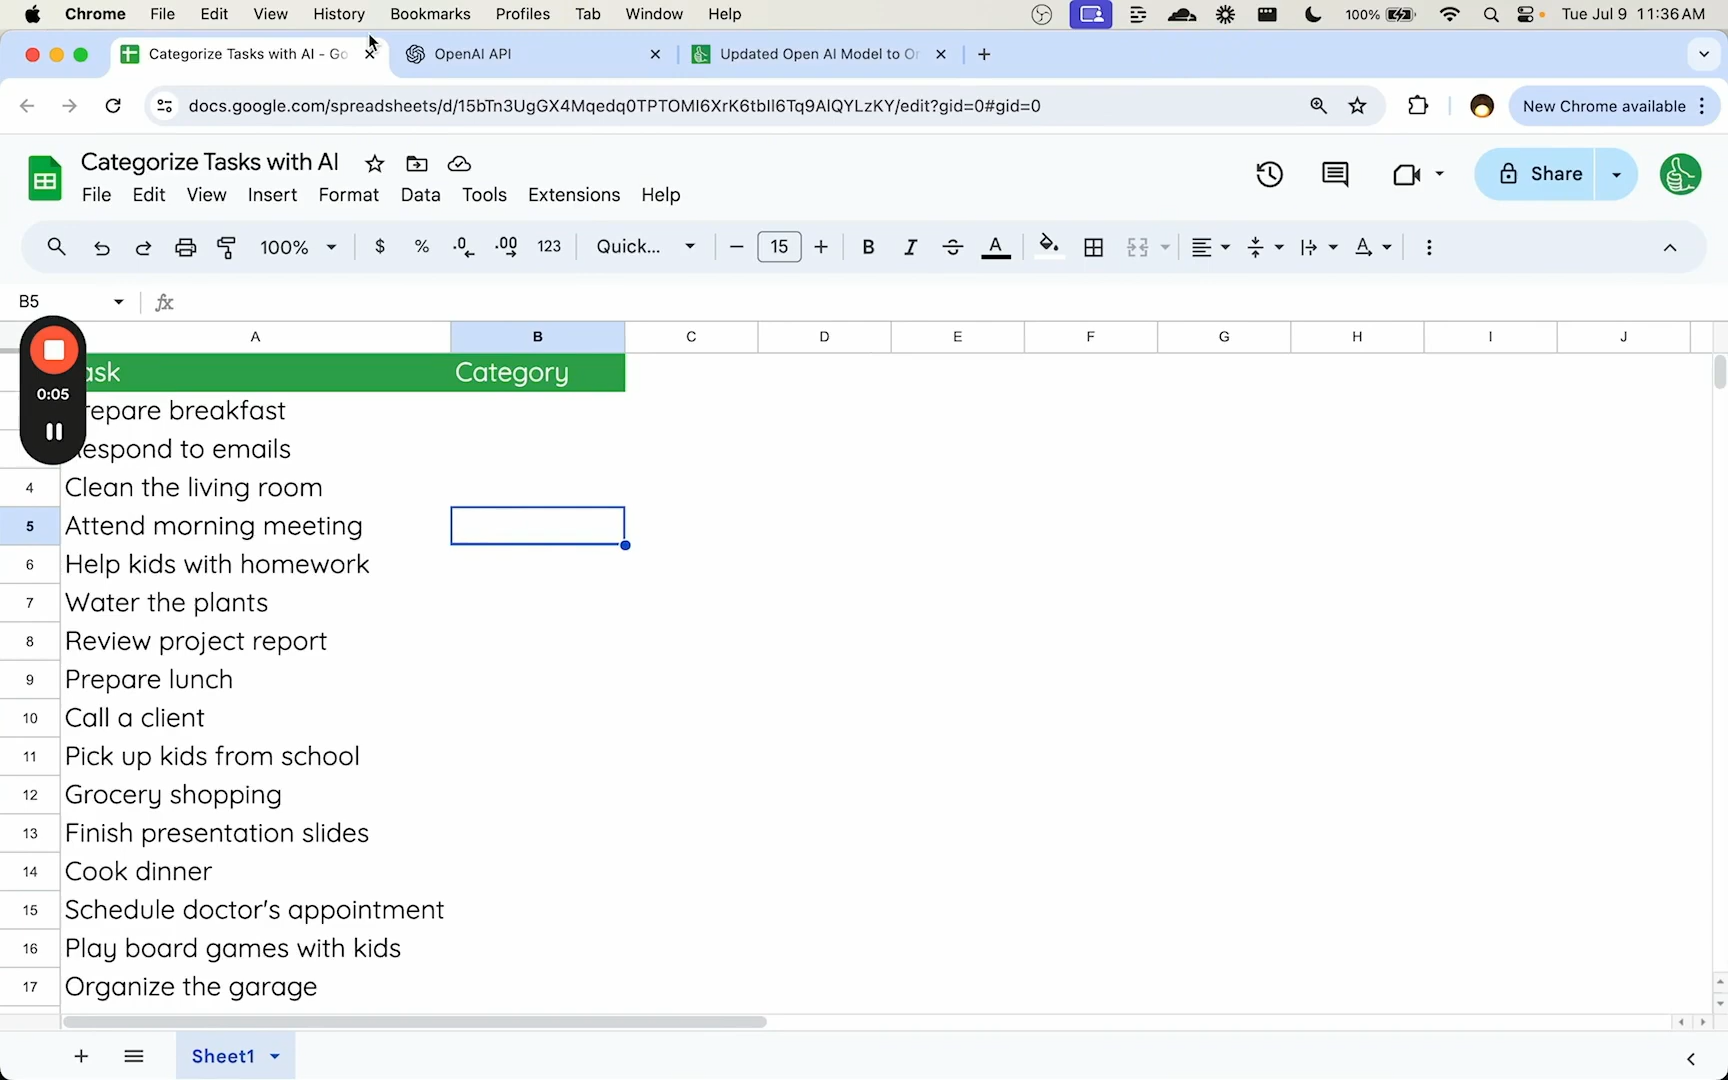 Chrome File Edit View History Bookmarks Profiles Tab Window Help 100% Tue Jul 9 11:36 AM
Categorize Tasks with AI - Go OpenAI API Updated Open AI Model to Or
docs.google.com/spreadsheets/d/15bTn3UgGX4Mqedq0TPTOMI6XrK6tbIl6Tq9AIQYLzKY/edit?gid=0#gid=0 New Chrome available
Categorize Tasks with AI
File Edit View Insert Format Data Tools Extensions Help
Share
100% $ % .0 .00 123 Quick... 15 B I A
B5 fx
A B C D E F G H I J
ask Category
repare breakfast
espond to emails
4 Clean the living room
5 Attend morning meeting
6 Help kids with homework
7 Water the plants
8 Review project report
9 Prepare lunch
10 Call a client
11 Pick up kids from school
12 Grocery shopping
13 Finish presentation slides
14 Cook dinner
15 Schedule doctor's appointment
16 Play board games with kids
17 Organize the garage
0:05
Sheet1